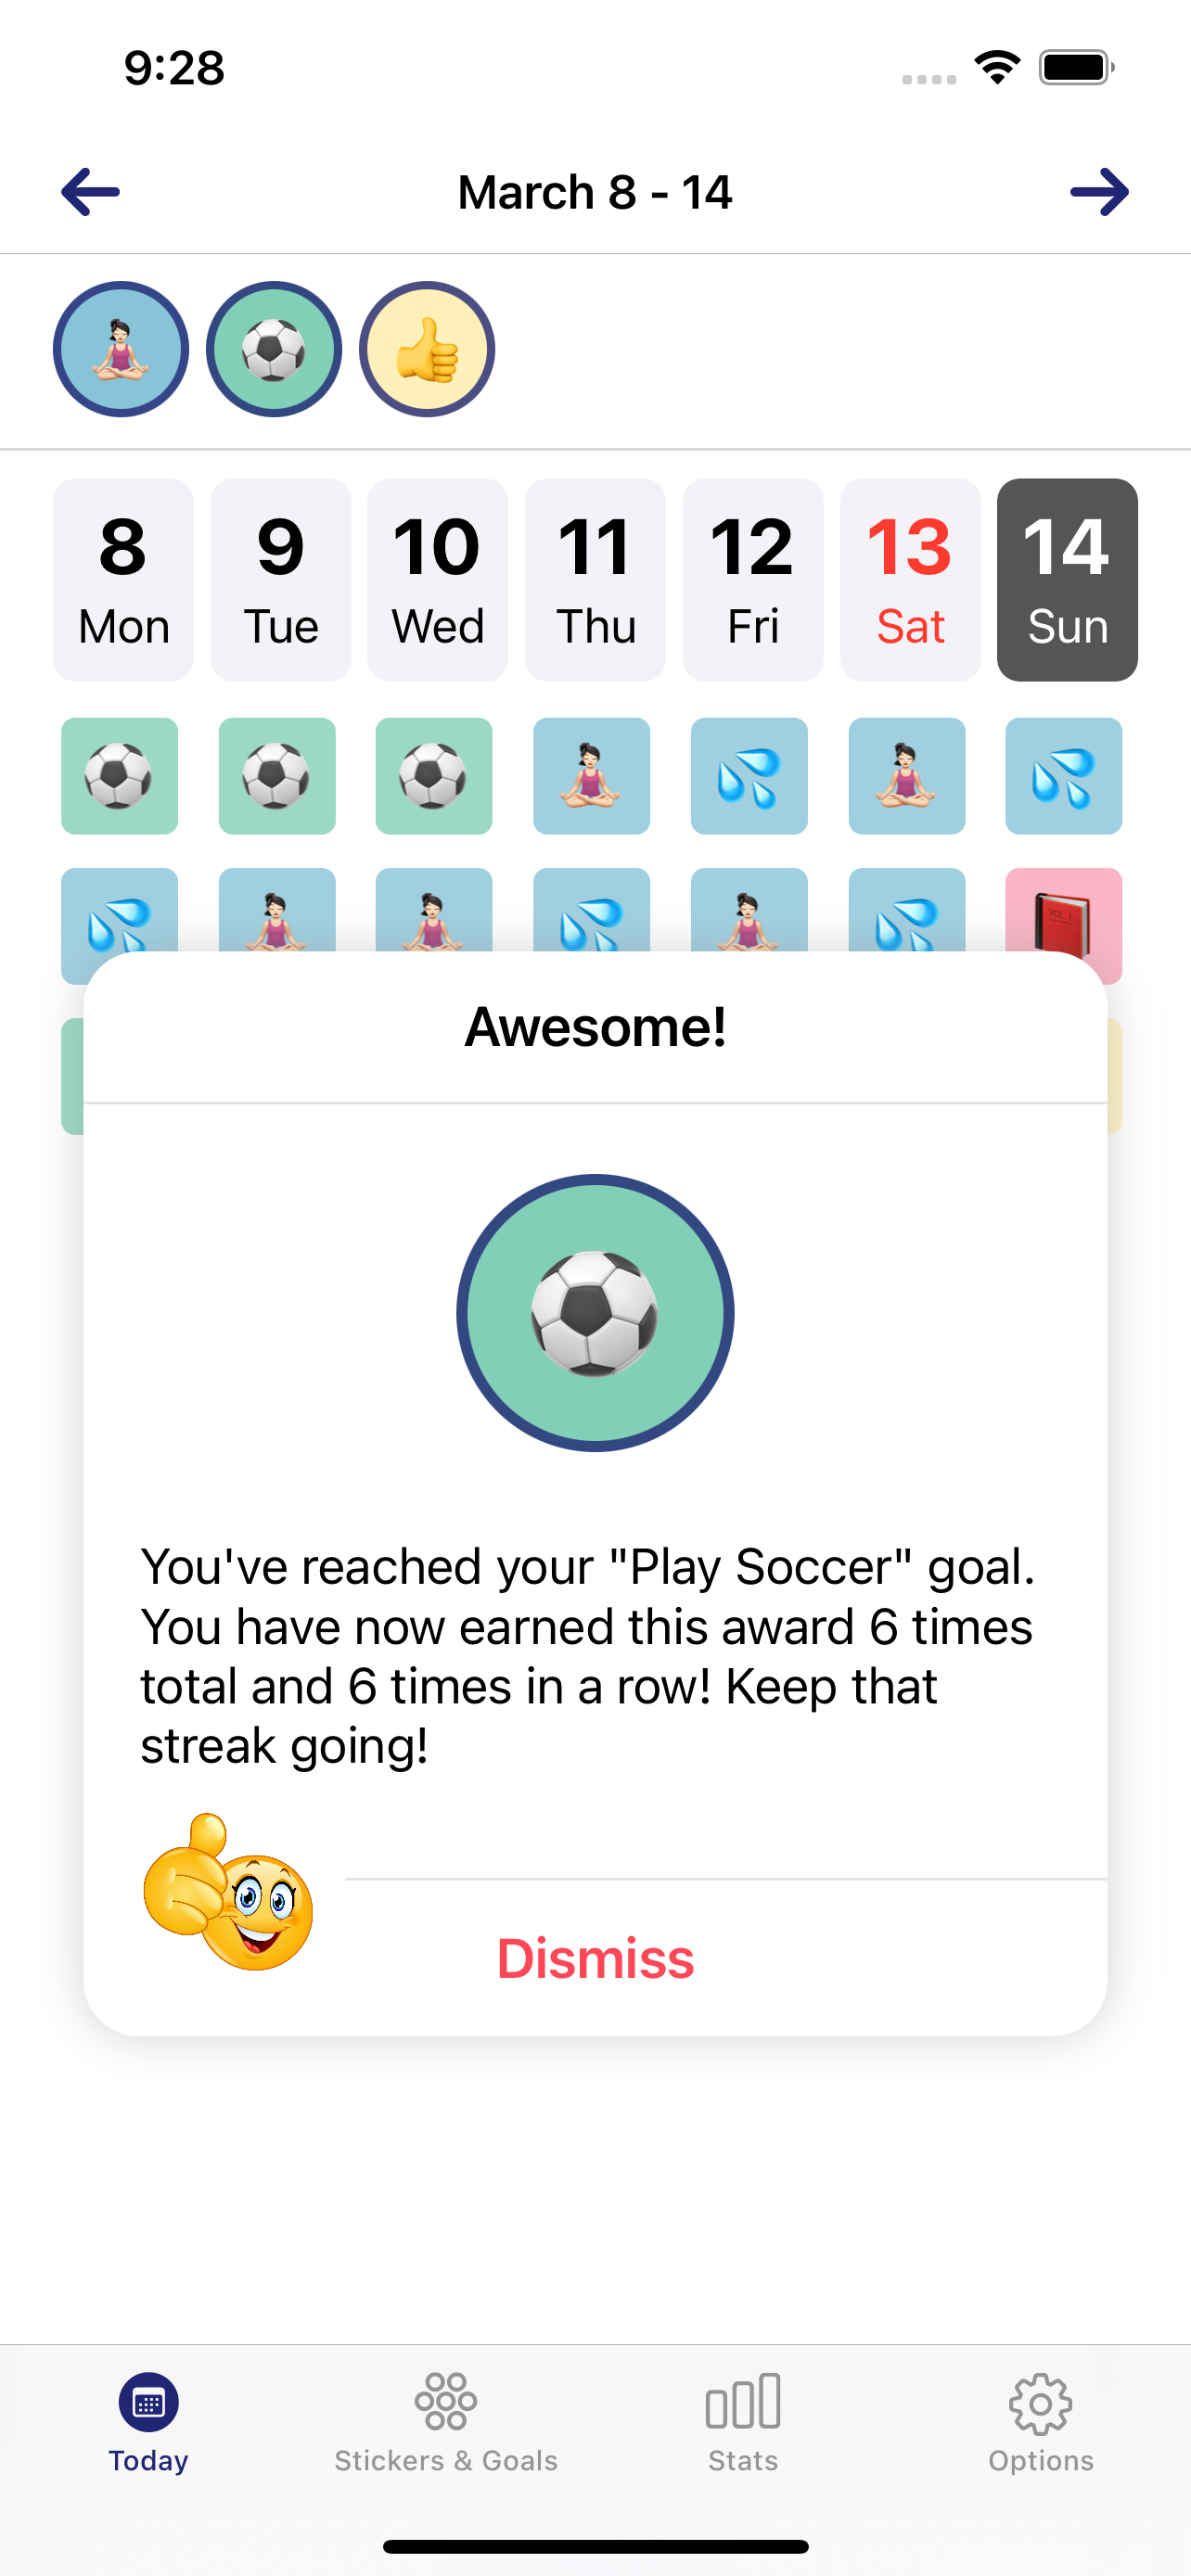 9:28
March 8 - 14
8 9 10 11 12 13 14
Mon Tue Wed Thu Fri Sat Sun
VOL. 1
Awesome!
You've reached your "Play Soccer" goal.
You have now earned this award 6 times
total and 6 times in a row! Keep that
streak going!
Dismiss
Today Stickers & Goals Stats Options